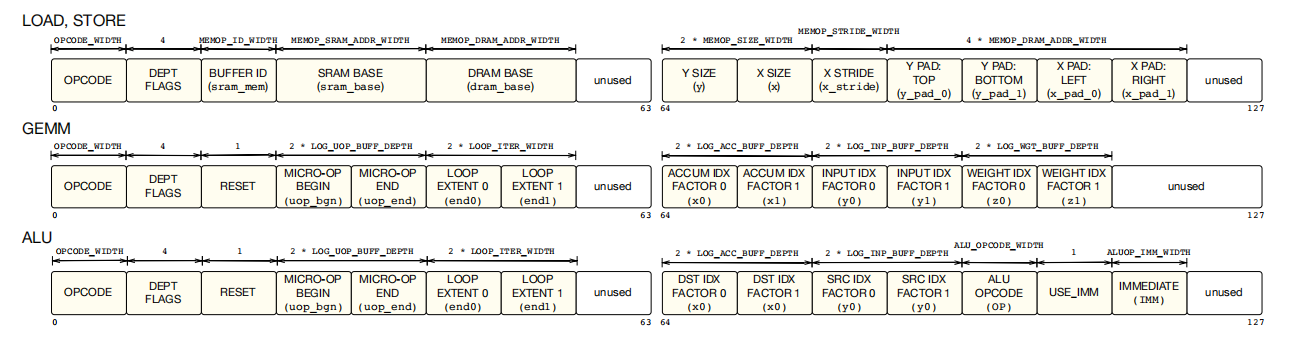 LOAD, STORE
OPCODE_WIDTH 4 MEMOP_ID_WIDTH MEMOP_SRAM_ADDR_WIDTH MEMOP_DRAM_ADDR_WIDTH 2 * MEMOP_SIZE_WIDTH MEMOP_STRIDE_WIDTH 4 * MEMOP_DRAM_ADDR_WIDTH
OPCODE
DEPT
FLAGS
BUFFER ID
(sram_mem)
SRAM BASE
(sram_base)
DRAM BASE
(dram_base)
unused
Y SIZE
(y)
X SIZE
(x)
X STRIDE
(x_stride)
Y PAD:
TOP
(y_pad_0)
Y PAD:
BOTTOM
(y_pad_1)
X PAD:
LEFT
(x_pad_0)
X PAD:
RIGHT
(x_pad_1)
unused
0 63 64 127
GEMM
OPCODE_WIDTH 4 1 2 * LOG_UOP_BUFF_DEPTH 2 * LOOP_ITER_WIDTH 2 * LOG_ACC_BUFF_DEPTH 2 * LOG_INP_BUFF_DEPTH 2 * LOG_WGT_BUFF_DEPTH
OPCODE
DEPT
FLAGS
RESET
MICRO-OP
BEGIN
(uop_bgn)
MICRO-OP
END
(uop_end)
LOOP
EXTENT 0
(end0)
LOOP
EXTENT 1
(end1)
unused
ACCUM IDX
FACTOR 0
(x0)
ACCUM IDX
FACTOR 1
(x1)
INPUT IDX
FACTOR 0
(y0)
INPUT IDX
FACTOR 1
(y1)
WEIGHT IDX
FACTOR 0
(z0)
WEIGHT IDX
FACTOR 1
(z1)
unused
0 63 64 127
ALU
OPCODE_WIDTH 4 1 2 * LOG_UOP_BUFF_DEPTH 2 * LOOP_ITER_WIDTH 2 * LOG_ACC_BUFF_DEPTH 2 * LOG_INP_BUFF_DEPTH ALU_OPCODE_WIDTH 1 ALUOP_IMM_WIDTH
OPCODE
DEPT
FLAGS
RESET
MICRO-OP
BEGIN
(uop_bgn)
MICRO-OP
END
(uop_end)
LOOP
EXTENT 0
(end0)
LOOP
EXTENT 1
(end1)
unused
DST IDX
FACTOR 0
(x0)
DST IDX
FACTOR 1
(x0)
SRC IDX
FACTOR 0
(y0)
SRC IDX
FACTOR 1
(y0)
ALU
OPCODE
(OP)
USE_IMM
IMMEDIATE
(IMM)
unused
0 63 64 127